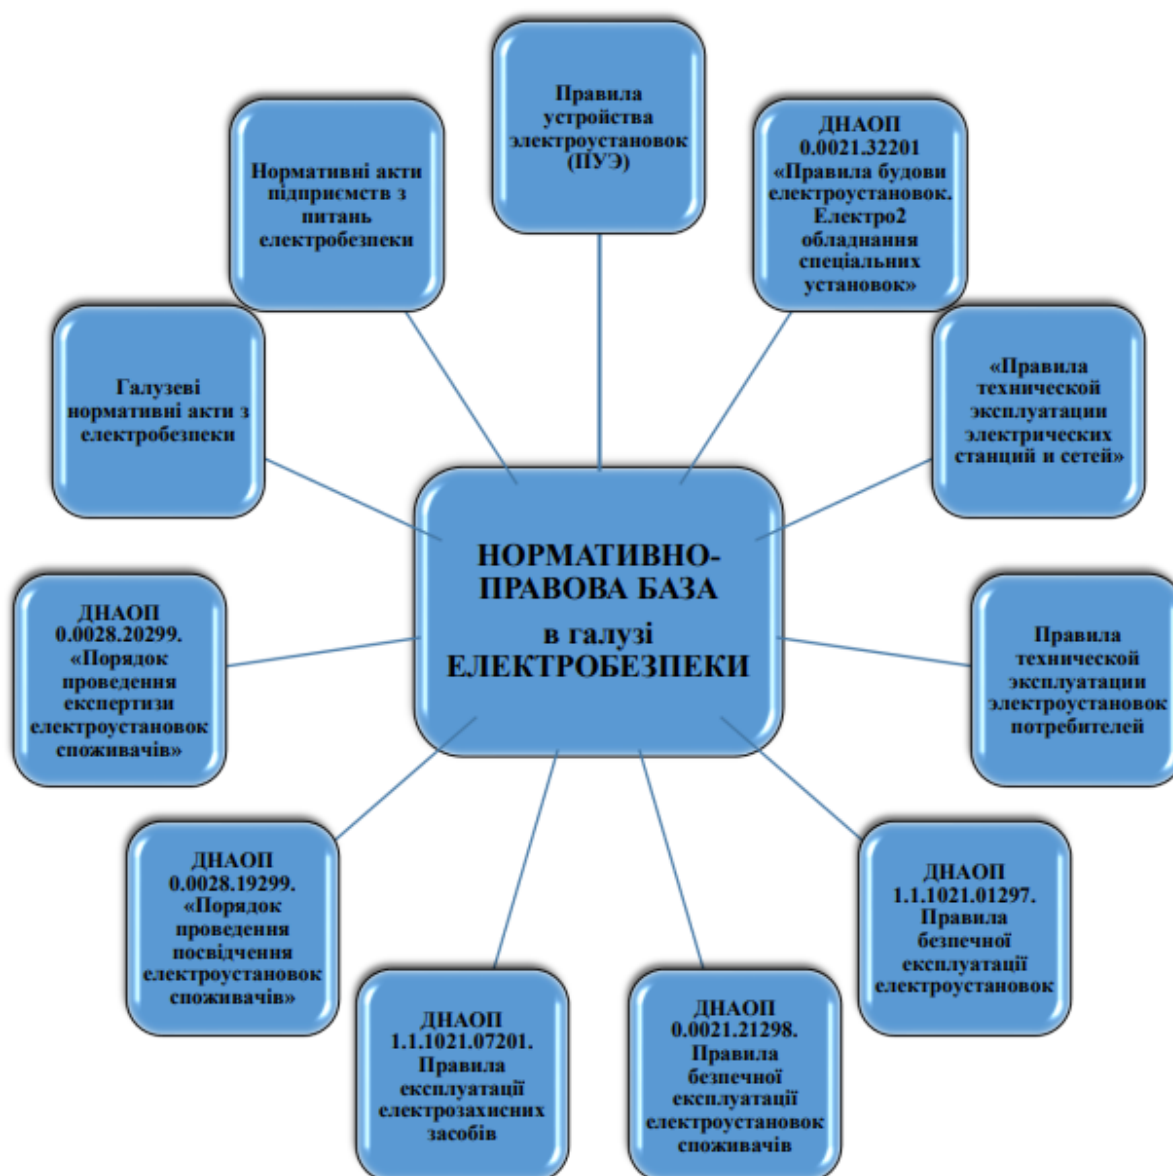 Правила
устройства
электроустановок
(ПУЭ)
ДНАОП
0.0021.32201
«Правила будови
електроустановок.
Електро2
обладнання
спеціальних
установок»
«Правила
технической
эксплуатации
электрических
станций и сетей»
Правила
технической
эксплуатации
электроустановок
потребителей
ДНАОП
1.1.1021.01297.
Правила
безпечної
експлуатації
електроустановок
ДНАОП
0.0021.21298.
Правила
безпечної
експлуатації
електроустановок
споживачів
ДНАОП
1.1.1021.07201.
Правила
експлуатації
електрозахисних
засобів
ДНАОП
0.0028.19299.
«Порядок
проведення
посвідчення
електроустановок
споживачів»
ДНАОП
0.0028.20299.
«Порядок
проведення
експертизи
електроустановок
споживачів»
Галузеві
нормативні акти з
електробезпеки
Нормативні акти
підприємств з
питань
електробезпеки
НОРМАТИВНО-
ПРАВОВА БАЗА
в галузі
ЕЛЕКТРОБЕЗПЕКИ